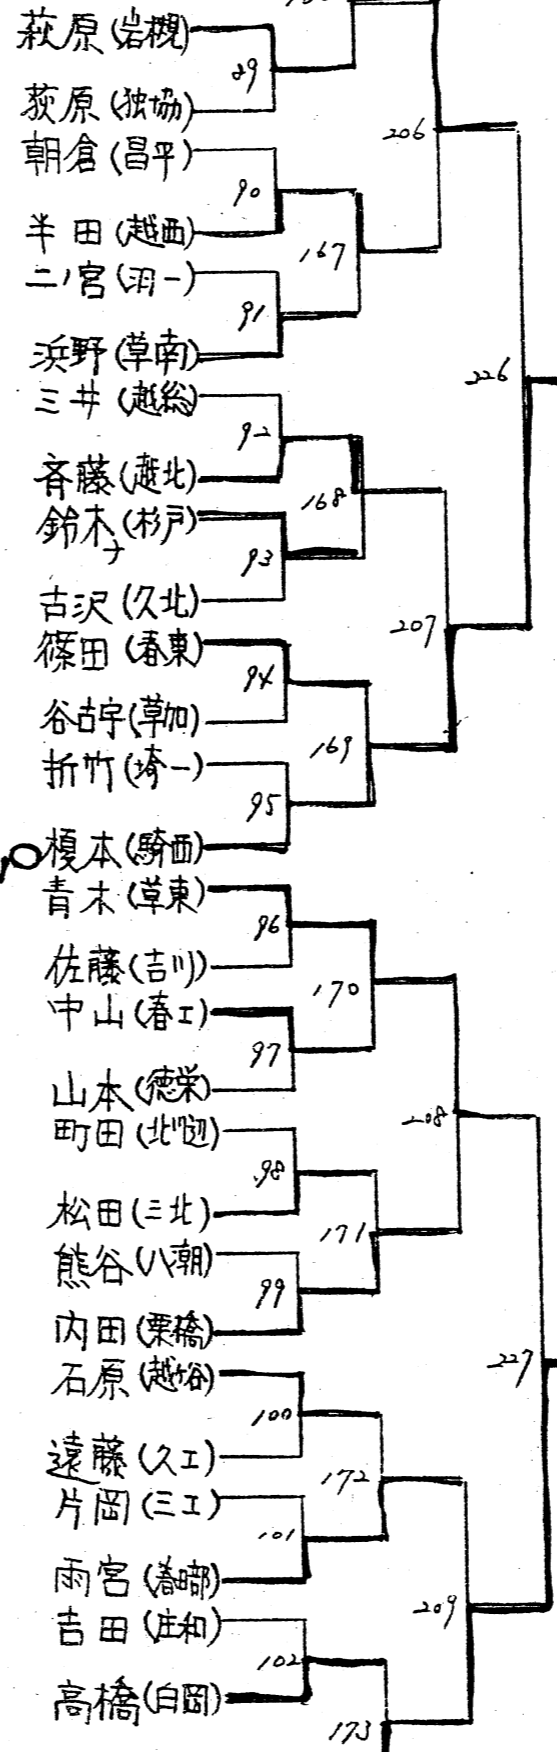 萩原(岩槻)
89
荻原(独協)
206
朝倉(昌平)
90
半田(越西)
167
二ノ宮(羽一)
91
浜野(草南)
226
三井(越総)
92
斉藤(越北)
168
鈴木(杉戸)
ナ
93
古沢(久北)
207
篠田(春東)
94
谷古宇(草加)
169
折竹(埼一)
95
榎本(騎西)
青木(草東)
96
佐藤(吉川)
170
中山(春工)
97
山本(徳栄)
208
町田(北川辺)
98
松田(三北)
171
熊谷(八潮)
99
内田(栗橋)
227
石原(越ヶ谷)
100
遠藤(久工)
172
片岡(三工)
101
雨宮(春日部)
209
吉田(庄和)
102
高橋(白岡)
173